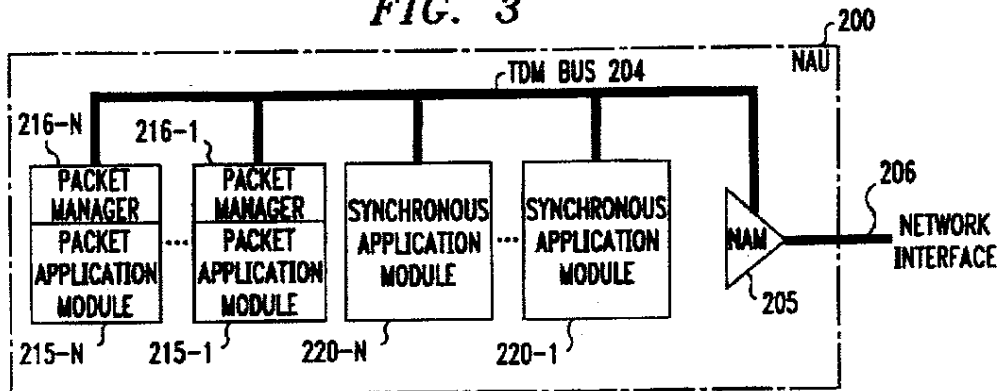 FIG. 3
200
NAU
TDM BUS 204
216-N
216-1
PACKET
MANAGER
PACKET
APPLICATION
MODULE
...
PACKET
MANAGER
PACKET
APPLICATION
MODULE
SYNCHRONOUS
APPLICATION
MODULE
...
SYNCHRONOUS
APPLICATION
MODULE
NAM
206
NETWORK
INTERFACE
205
215-N
215-1
220-N
220-1